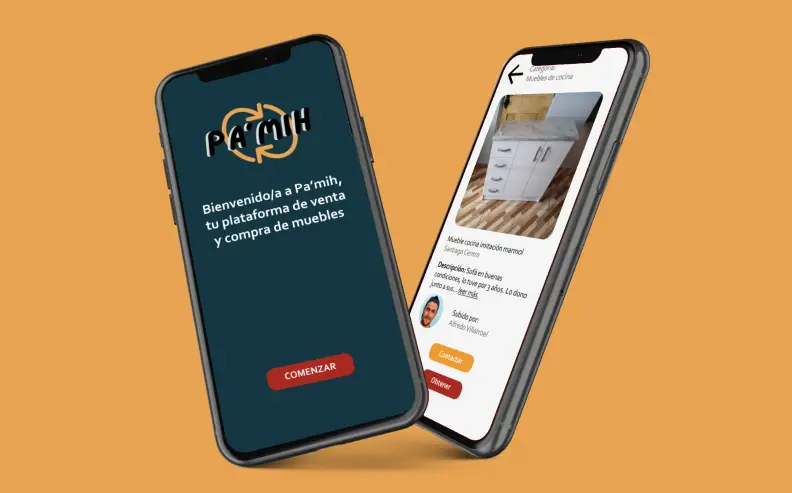 PA'MIH
Bienvenido/a a Pa'mih,
tu plataforma de venta
y compra de muebles
COMENZAR
Categoría:
Muebles de cocina
Mueble cocina imitación marmol
Santiago Centro
Descripción: Sofá en buenas
condiciones, lo tuve por 3 años. Lo dono
junto a sus... leer más.
Subido por:
Alfredo Villarroel
Contactar
Obtener